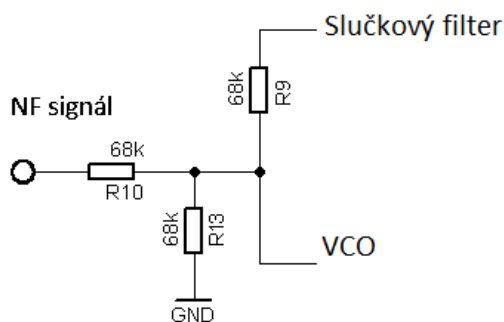 Slučkový filter
68k
R9
NF signál
68k
R10
68k
R13
VCO
GND